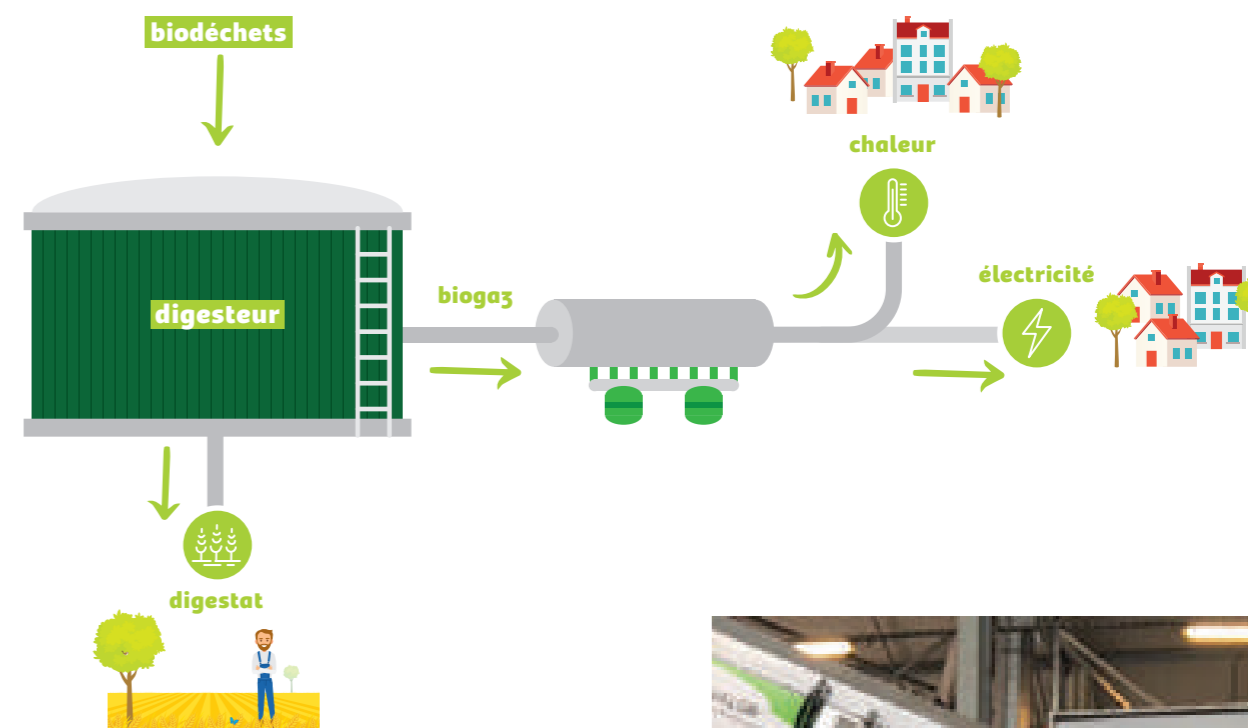 biodéchets
chaleur
électricité
biogaz
digesteur
digestat